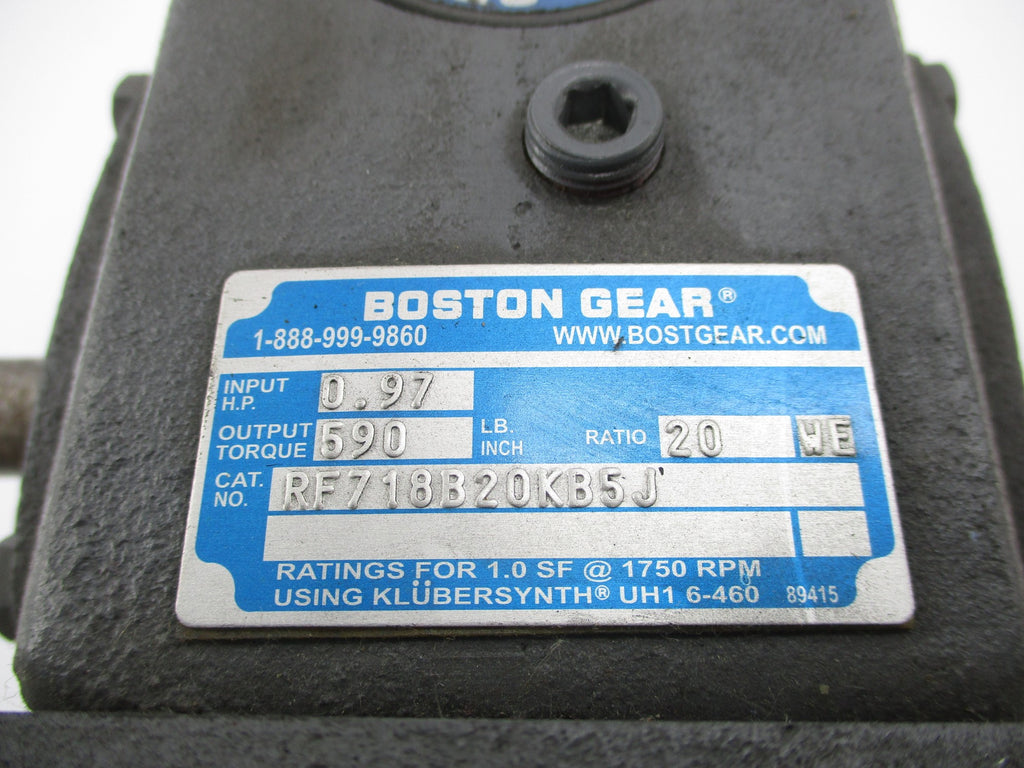 BOSTON GEAR®
1-888-999-9860 WWW.BOSTGEAR.COM
INPUT H.P. 0.97
OUTPUT TORQUE 590 LB. INCH RATIO 20 WE
CAT. NO. RF718B20KB5J
RATINGS FOR 1.0 SF @ 1750 RPM
USING KLÜBERSYNTH® UH1 6-460 89415